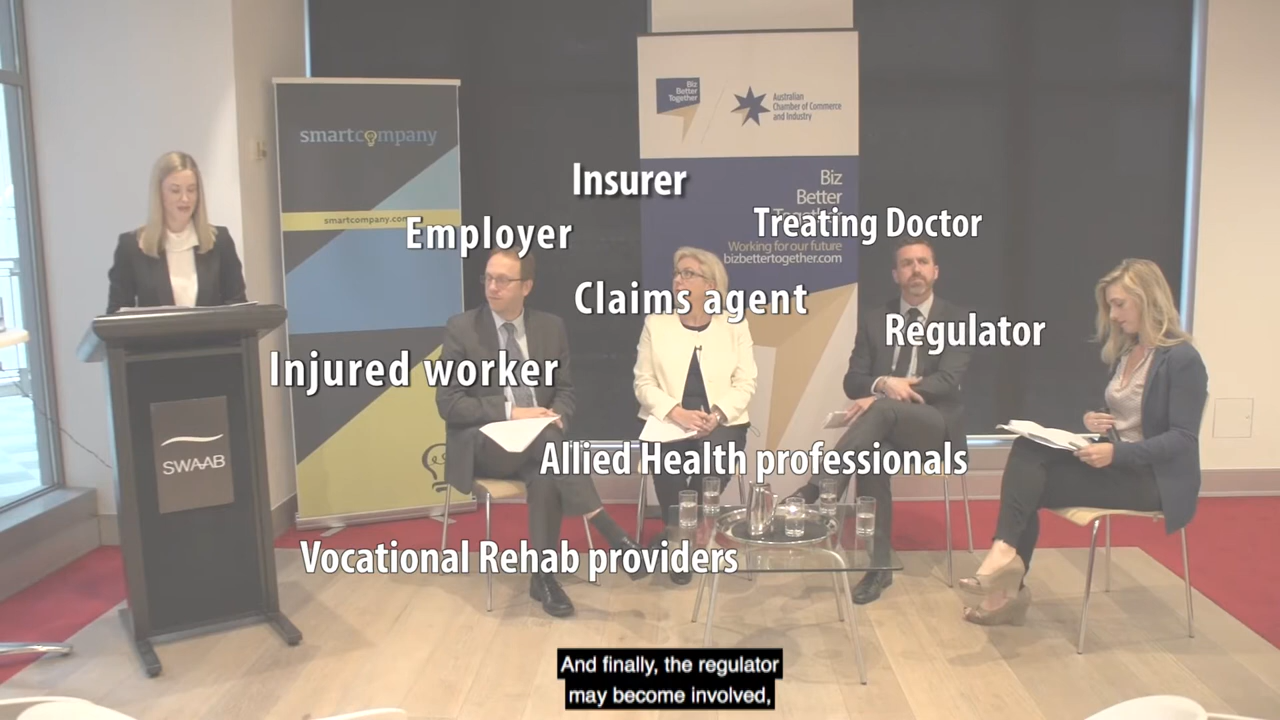 Biz
Better
Together
Australian
Chamber of Commerce
and Industry
smartcompany
smartcompany.com
Biz
Better
Together
Working for our future
bizbettertogether.com
Insurer
Treating Doctor
Employer
Claims agent
Regulator
Injured worker
Allied Health professionals
SWAAB
Vocational Rehab providers
And finally, the regulator
may become involved,